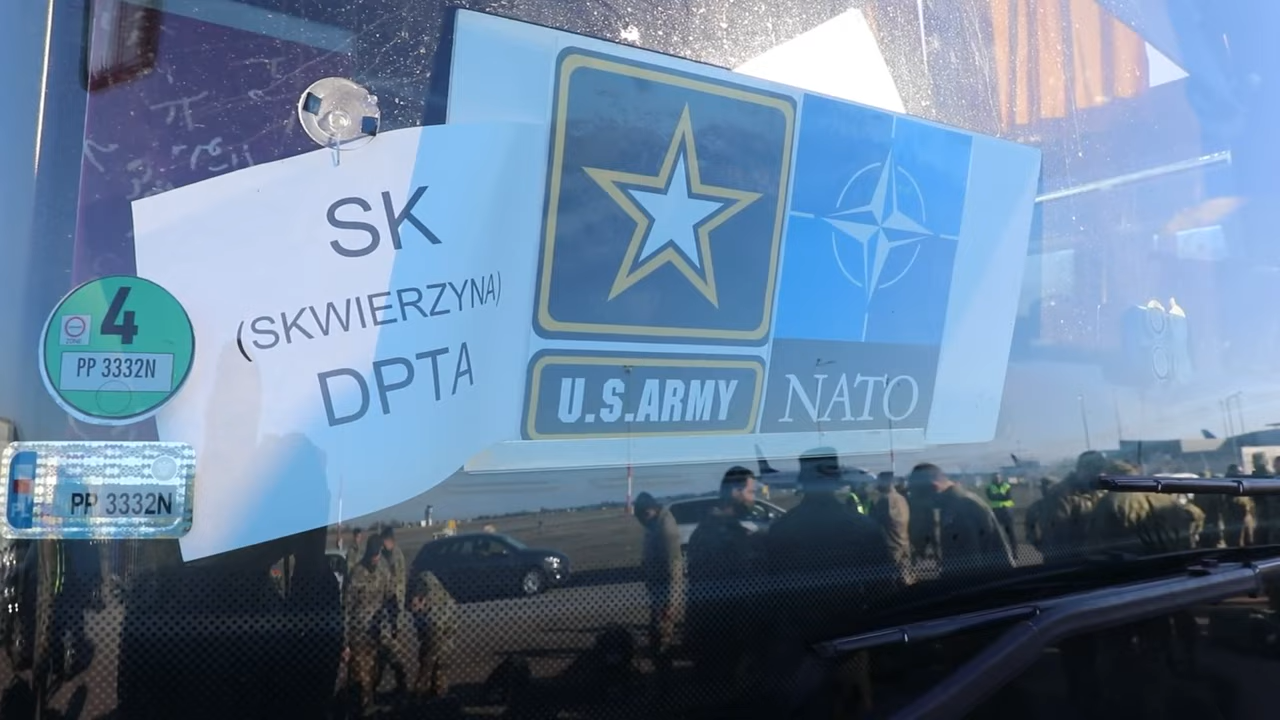 SK
(SKWIERZYNA)
DPTA
U.S.ARMY
NATO
4
PP 3332N
PP 3332N